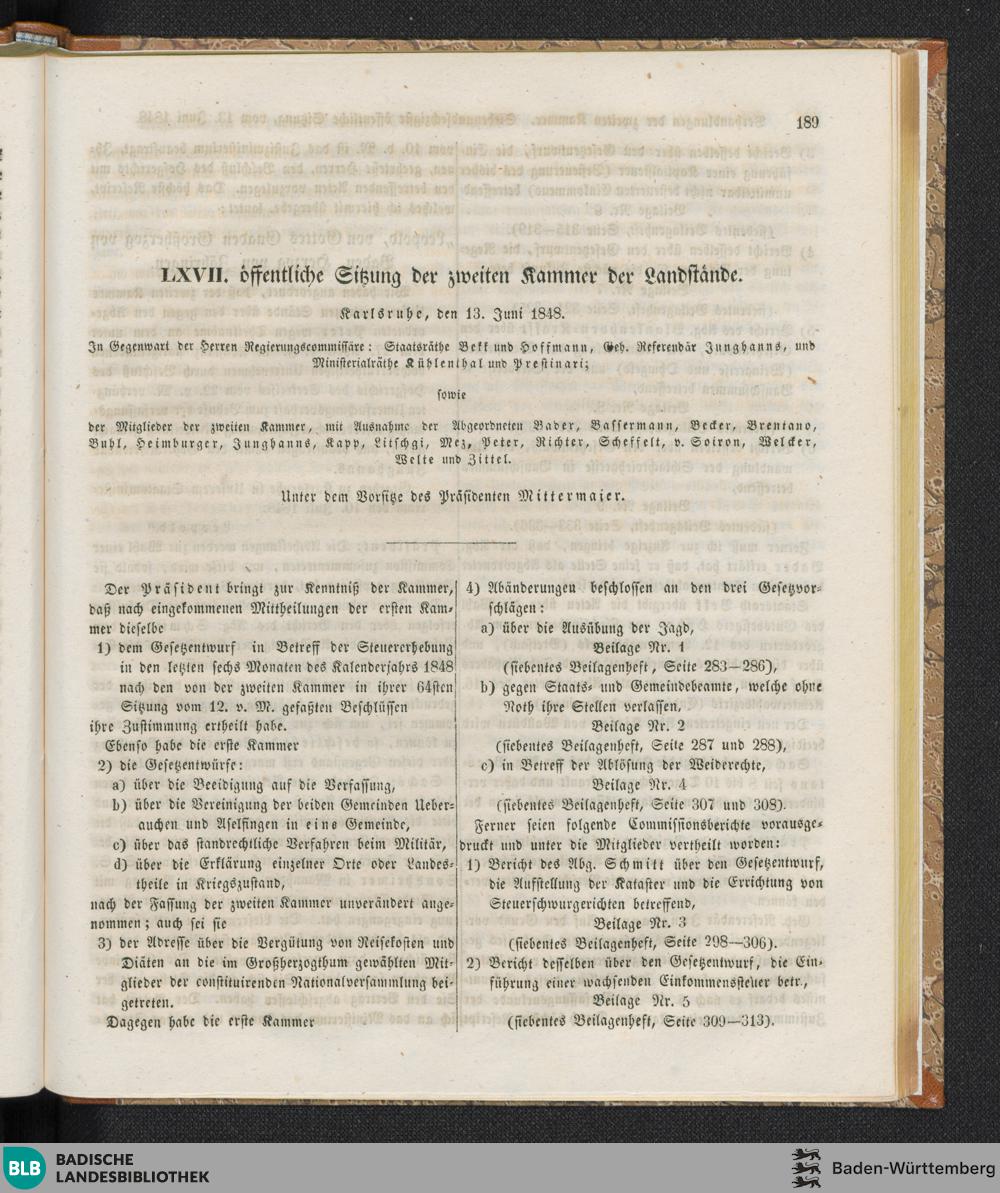 189
LXVII. öffentliche Sitzung der zweiten Kammer der Landstände.
Karlsruhe, den 13. Juni 1848.
In Gegenwart der Herren Regierungscommissäre: Staatsräthe Bekk und Hoffmann, Geh. Referendär Junghanns, und
Ministerialräthe Kühlenthal und Prestinari;
sowie
der Mitglieder der zweiten Kammer, mit Ausnahme der Abgeordneten Bader, Bassermann, Becker, Brentano,
Buhl, Heimburger, Junghanns, Kapp, Litschgi, Mez, Peter, Richter, Scheffelt, v. Soiron, Welcker,
Welte und Zittel.
Unter dem Vorsitze des Präsidenten Mittermaier.
Der Präsident bringt zur Kenntniß der Kammer,
daß nach eingekommenen Mittheilungen der ersten Kam-
mer dieselbe
1) dem Gesetzentwurf in Betreff der Steuererhebung
in den letzten sechs Monaten des Kalenderjahrs 1848
nach den von der zweiten Kammer in ihrer 64sten
Sitzung vom 12. v. M. gefaßten Beschlüssen
ihre Zustimmung ertheilt habe.
Ebenso habe die erste Kammer
2) die Gesetzentwürfe:
a) über die Beeidigung auf die Verfassung,
b) über die Vereinigung der beiden Gemeinden Ueber-
auchen und Aselfingen in eine Gemeinde,
c) über das standrechtliche Verfahren beim Militär,
d) über die Erklärung einzelner Orte oder Landes-
theile in Kriegszustand,
nach der Fassung der zweiten Kammer unverändert ange-
nommen; auch sei sie
3) der Adresse über die Vergütung von Reisekosten und
Diäten an die im Großherzogthum gewählten Mit-
glieder der constituirenden Nationalversammlung bei-
getreten.
Dagegen habe die erste Kammer
4) Abänderungen beschlossen an den drei Gesetzvor-
schlägen:
a) über die Ausübung der Jagd,
Beilage Nr. 1
(siebentes Beilagenheft, Seite 283—286),
b) gegen Staats- und Gemeindebeamte, welche ohne
Noth ihre Stellen verlassen,
Beilage Nr. 2
(siebentes Beilagenheft, Seite 287 und 288),
c) in Betreff der Ablösung der Weiderechte,
Beilage Nr. 4
(siebentes Beilagenheft, Seite 307 und 308).
Ferner seien folgende Commissionsberichte vorausge-
druckt und unter die Mitglieder vertheilt worden:
1) Bericht des Abg. Schmitt über den Gesetzentwurf,
die Aufstellung der Kataster und die Errichtung von
Steuerschwurgerichten betreffend,
Beilage Nr. 3
(siebentes Beilagenheft, Seite 298—306).
2) Bericht desselben über den Gesetzentwurf, die Ein-
führung einer wachsenden Einkommenssteuer betr.,
Beilage Nr. 5
(siebentes Beilagenheft, Seite 309—313).
BLB
BADISCHE
LANDESBIBLIOTHEK
Baden-Württemberg